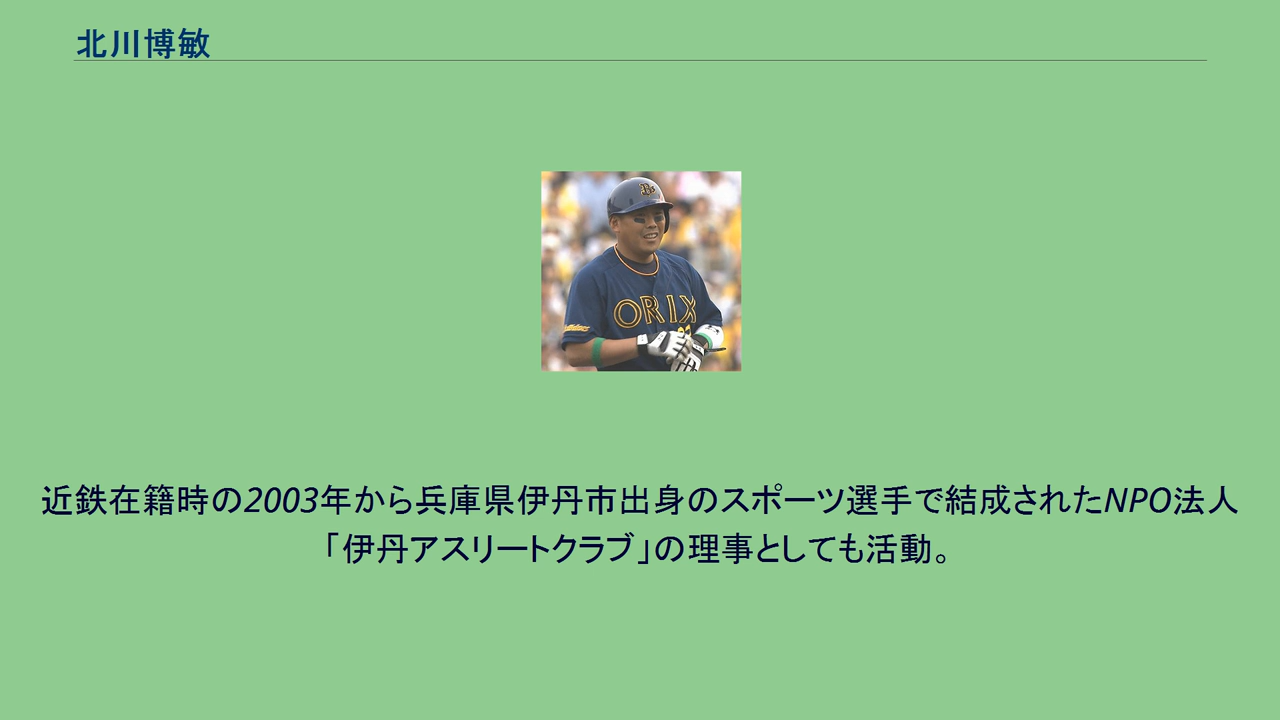 北川博敏
ORIX
近鉄在籍時の2003年から兵庫県伊丹市出身のスポーツ選手で結成されたNPO法人
「伊丹アスリートクラブ」の理事としても活動。